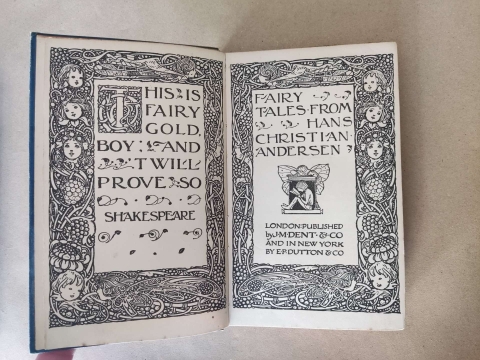 THIS IS
FAIRY
GOLD,
BOY AND
'TWILL
PROVE SO
SHAKESPEARE
FAIRY
TALES FROM
HANS
CHRISTIAN
ANDERSEN
LONDON: PUBLISHED
by J.M. DENT & CO
AND IN NEW YORK
BY E.P. DUTTON & CO